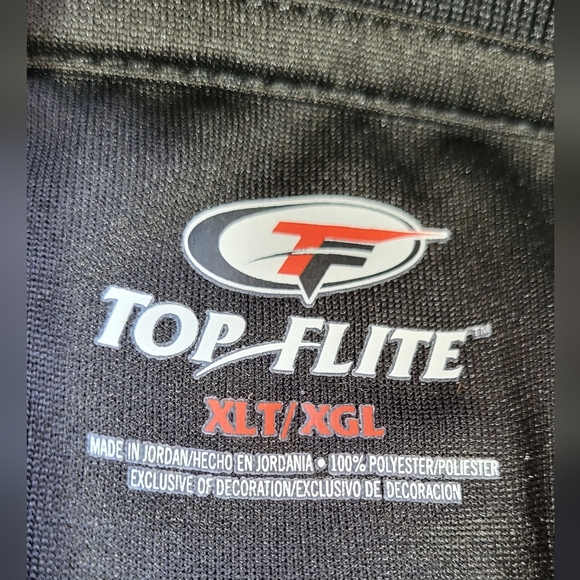 TF
TOP FLITE™
XLT/XGL
MADE IN JORDAN/HECHO EN JORDANIA • 100% POLYESTER/POLIESTER
EXCLUSIVE OF DECORATION/EXCLUSIVO DE DECORACION